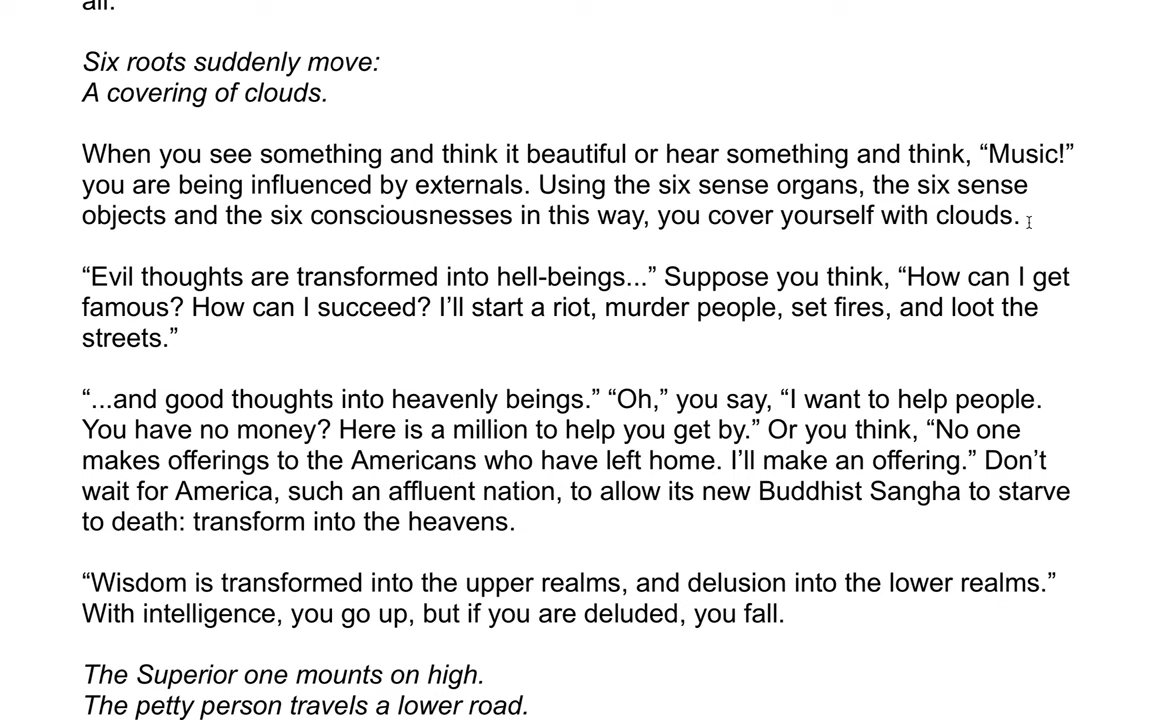 all.
Six roots suddenly move:
A covering of clouds.
When you see something and think it beautiful or hear something and think, “Music!”
you are being influenced by externals. Using the six sense organs, the six sense
objects and the six consciousnesses in this way, you cover yourself with clouds.
“Evil thoughts are transformed into hell-beings...” Suppose you think, “How can I get
famous? How can I succeed? I’ll start a riot, murder people, set fires, and loot the
streets.”
“...and good thoughts into heavenly beings.” “Oh,” you say, “I want to help people.
You have no money? Here is a million to help you get by.” Or you think, “No one
makes offerings to the Americans who have left home. I’ll make an offering.” Don’t
wait for America, such an affluent nation, to allow its new Buddhist Sangha to starve
to death: transform into the heavens.
“Wisdom is transformed into the upper realms, and delusion into the lower realms.”
With intelligence, you go up, but if you are deluded, you fall.
The Superior one mounts on high.
The petty person travels a lower road.